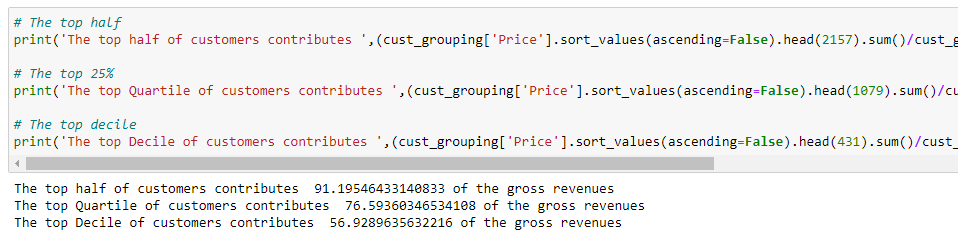 # The top half
print('The top half of customers contributes ',(cust_grouping['Price'].sort_values(ascending=False).head(2157).sum()/cust_g
# The top 25%
print('The top Quartile of customers contributes ',(cust_grouping['Price'].sort_values(ascending=False).head(1079).sum()/cu
# The top decile
print('The top Decile of customers contributes ',(cust_grouping['Price'].sort_values(ascending=False).head(431).sum()/cust_
The top half of customers contributes  91.19546433140833 of the gross revenues
The top Quartile of customers contributes  76.59360346534108 of the gross revenues
The top Decile of customers contributes  56.9289635632216 of the gross revenues